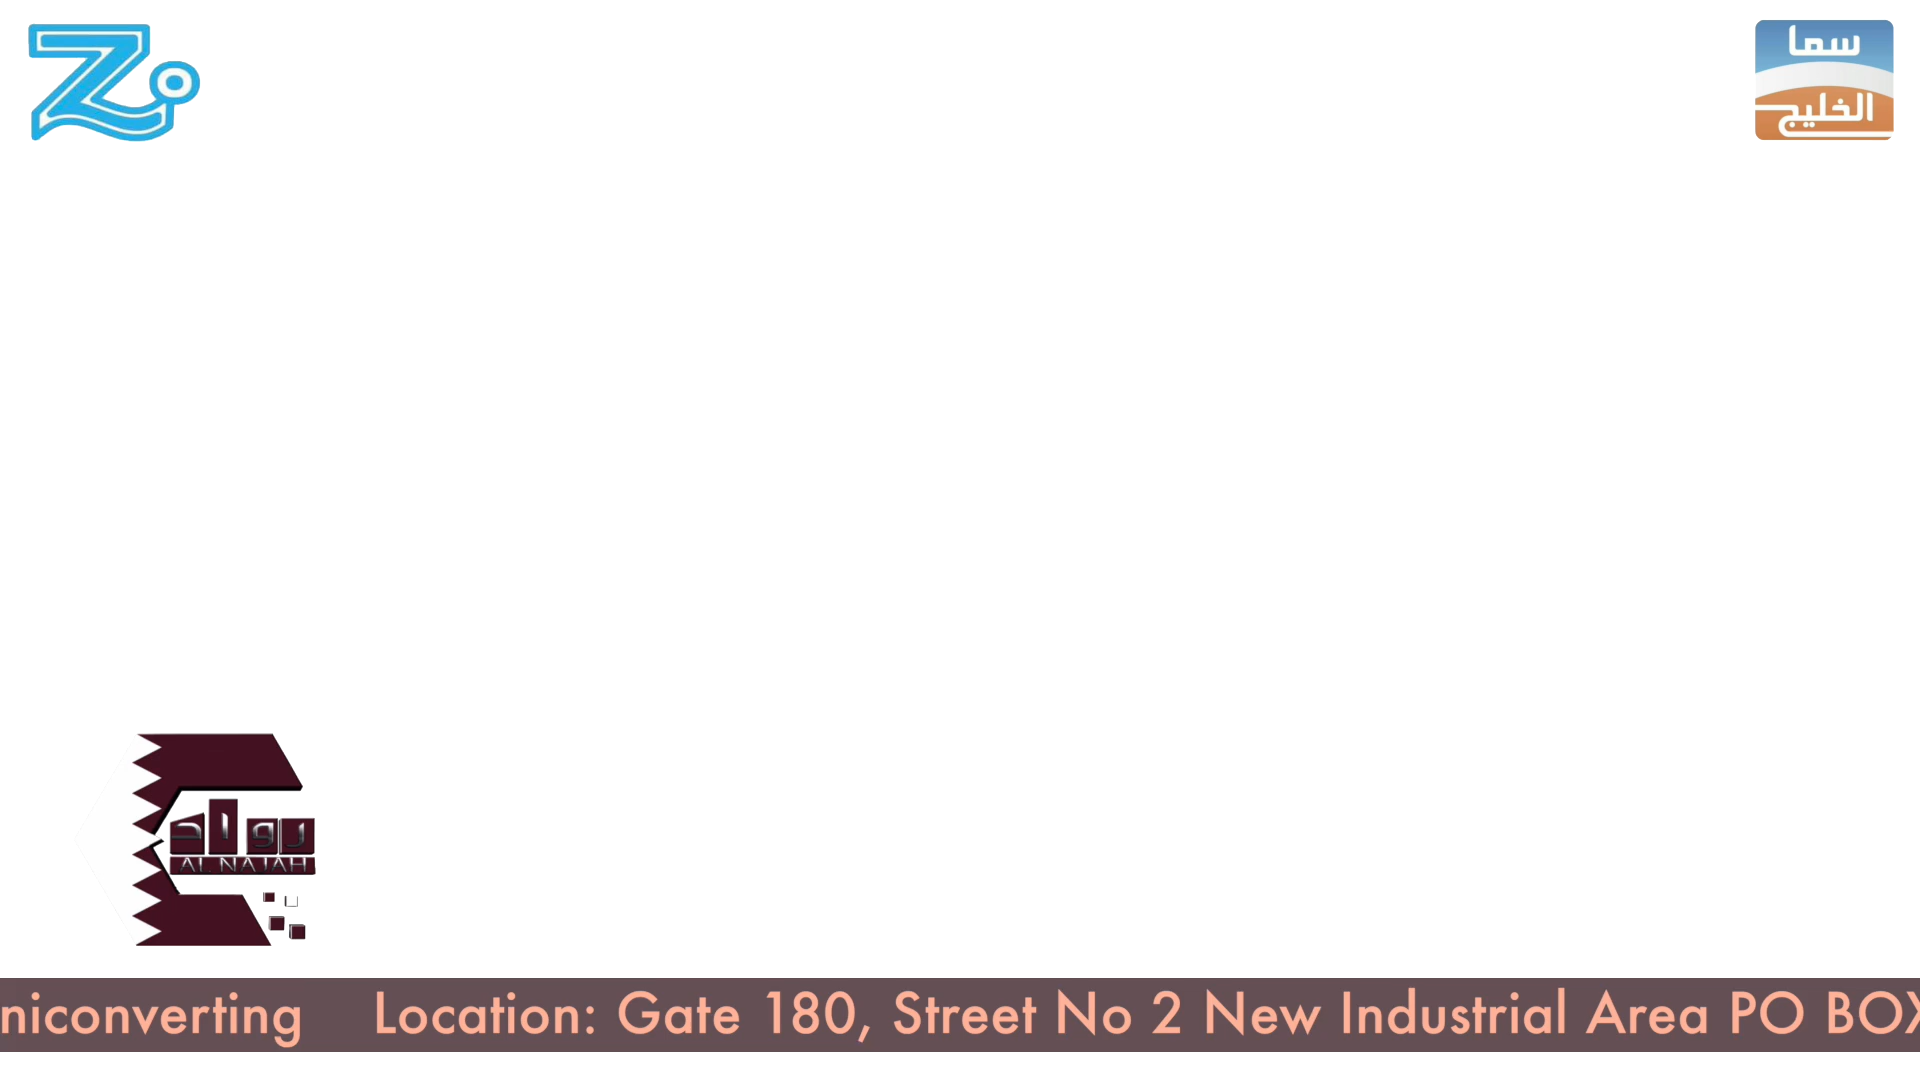 سما
الخليج
رواد
AL NAJAH
niconverting Location: Gate 180, Street No 2 New Industrial Area PO BOX